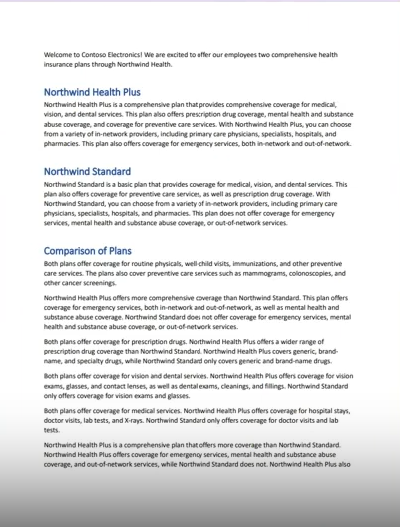 Welcome to Contoso Electronics! We are excited to offer our employees two comprehensive health
insurance plans through Northwind Health.
Northwind Health Plus
Northwind Health Plus is a comprehensive plan that provides comprehensive coverage for medical,
vision, and dental services. This plan also offers prescription drug coverage, mental health and substance
abuse coverage, and coverage for preventive care services. With Northwind Health Plus, you can choose
from a variety of in-network providers, including primary care physicians, specialists, hospitals, and
pharmacies. This plan also offers coverage for emergency services, both in-network and out-of-network.
Northwind Standard
Northwind Standard is a basic plan that provides coverage for medical, vision, and dental services. This
plan also offers coverage for preventive care services, as well as prescription drug coverage. With
Northwind Standard, you can choose from a variety of in-network providers, including primary care
physicians, specialists, hospitals, and pharmacies. This plan does not offer coverage for emergency
services, mental health and substance abuse coverage, or out-of-network services.
Comparison of Plans
Both plans offer coverage for routine physicals, well-child visits, immunizations, and other preventive
care services. The plans also cover preventive care services such as mammograms, colonoscopies, and
other cancer screenings.
Northwind Health Plus offers more comprehensive coverage than Northwind Standard. This plan offers
coverage for emergency services, both in-network and out-of-network, as well as mental health and
substance abuse coverage. Northwind Standard does not offer coverage for emergency services, mental
health and substance abuse coverage, or out-of-network services.
Both plans offer coverage for prescription drugs. Northwind Health Plus offers a wider range of
prescription drug coverage than Northwind Standard. Northwind Health Plus covers generic, brand-
name, and specialty drugs, while Northwind Standard only covers generic and brand-name drugs.
Both plans offer coverage for vision and dental services. Northwind Health Plus offers coverage for vision
exams, glasses, and contact lenses, as well as dental exams, cleanings, and fillings. Northwind Standard
only offers coverage for vision exams and glasses.
Both plans offer coverage for medical services. Northwind Health Plus offers coverage for hospital stays,
doctor visits, lab tests, and X-rays. Northwind Standard only offers coverage for doctor visits and lab
tests.
Northwind Health Plus is a comprehensive plan that offers more coverage than Northwind Standard.
Northwind Health Plus offers coverage for emergency services, mental health and substance abuse
coverage, and out-of-network services, while Northwind Standard does not. Northwind Health Plus also